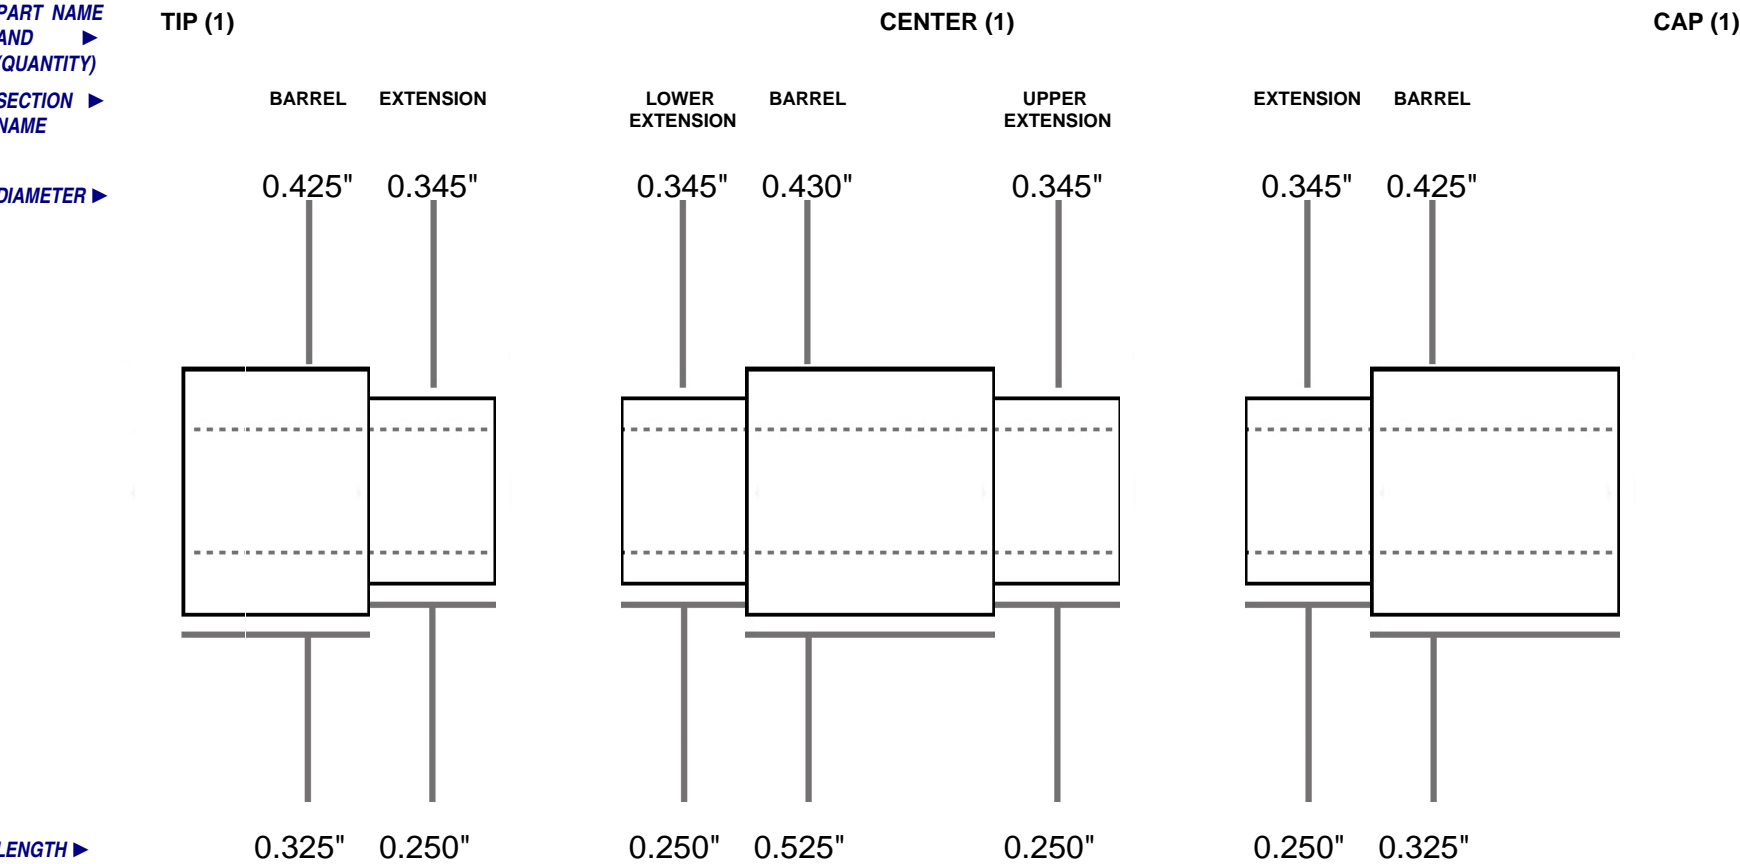 PART NAME
AND ►
(QUANTITY)
TIP (1)
CENTER (1)
CAP (1)
SECTION ►
NAME
BARREL
EXTENSION
LOWER
EXTENSION
BARREL
UPPER
EXTENSION
EXTENSION
BARREL
DIAMETER ►
0.425"
0.345"
0.345"
0.430"
0.345"
0.345"
0.425"
LENGTH ►
0.325"
0.250"
0.250"
0.525"
0.250"
0.250"
0.325"